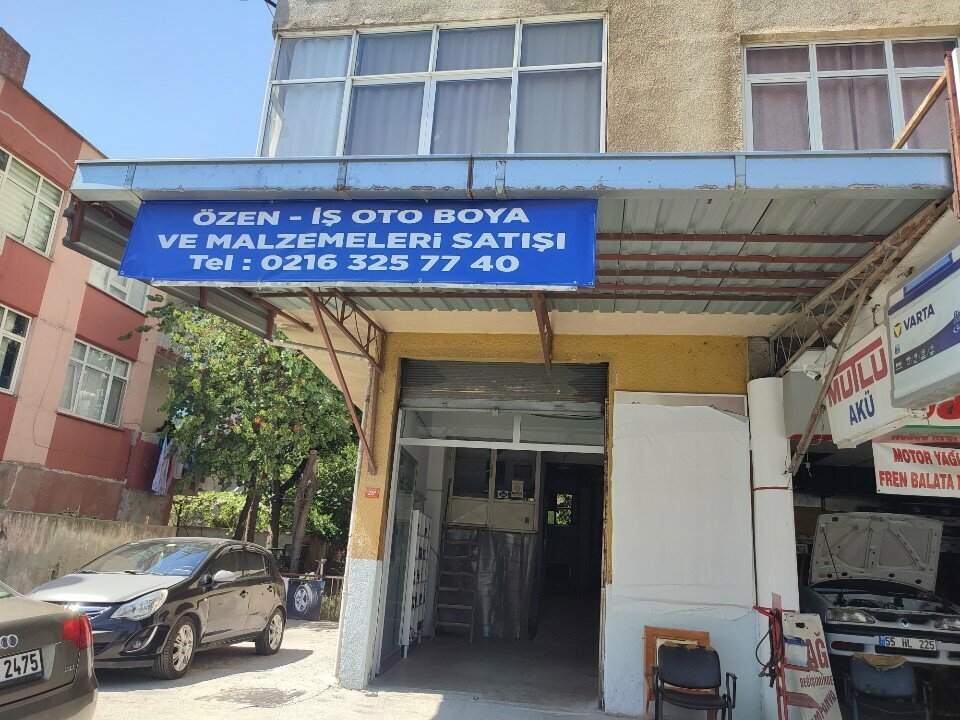 ÖZEN - İŞ OTO BOYA
VE MALZEMELERİ SATIŞI
Tel : 0216 325 77 40
VARTA
MUTLU
AKÜ
MOTOR YAĞI
FREN BALATA
55 HL 225
2475